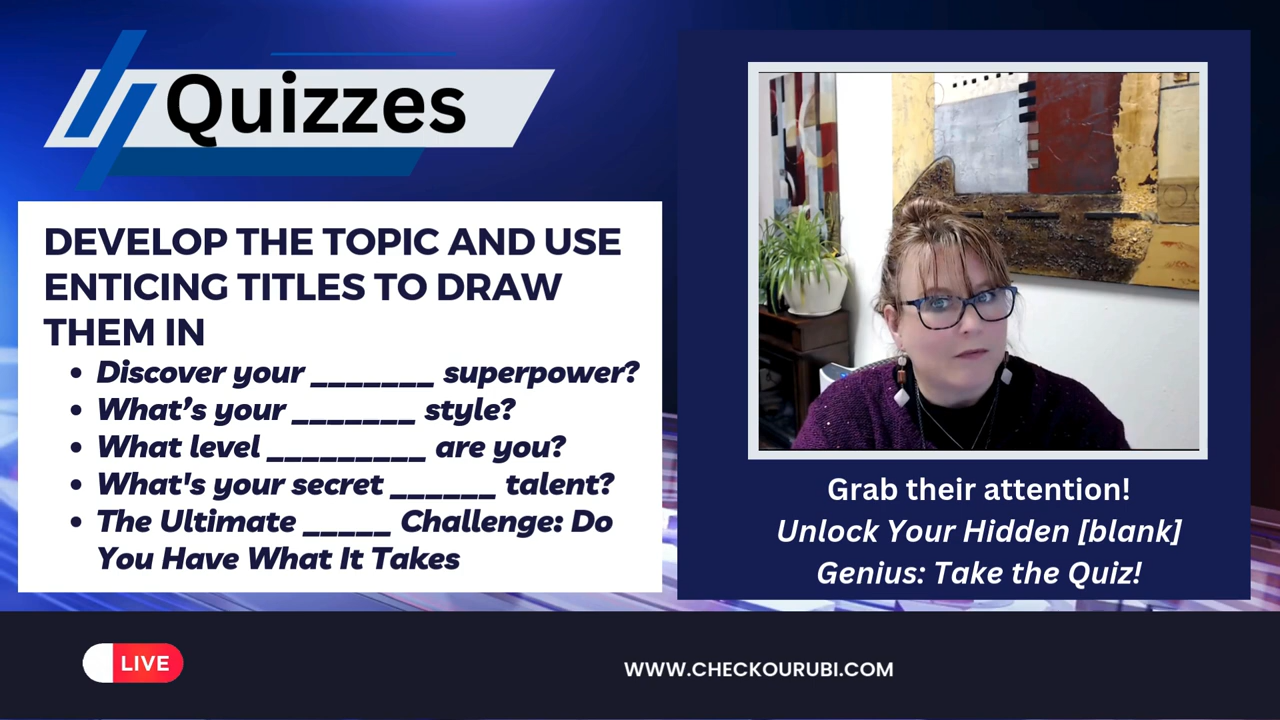 Quizzes
DEVELOP THE TOPIC AND USE
ENTICING TITLES TO DRAW
THEM IN
• Discover your _______ superpower?
• What’s your _______ style?
• What level _________ are you?
• What's your secret ______ talent?
• The Ultimate _____ Challenge: Do
You Have What It Takes
Grab their attention!
Unlock Your Hidden [blank]
Genius: Take the Quiz!
LIVE
WWW.CHECKOURUBI.COM